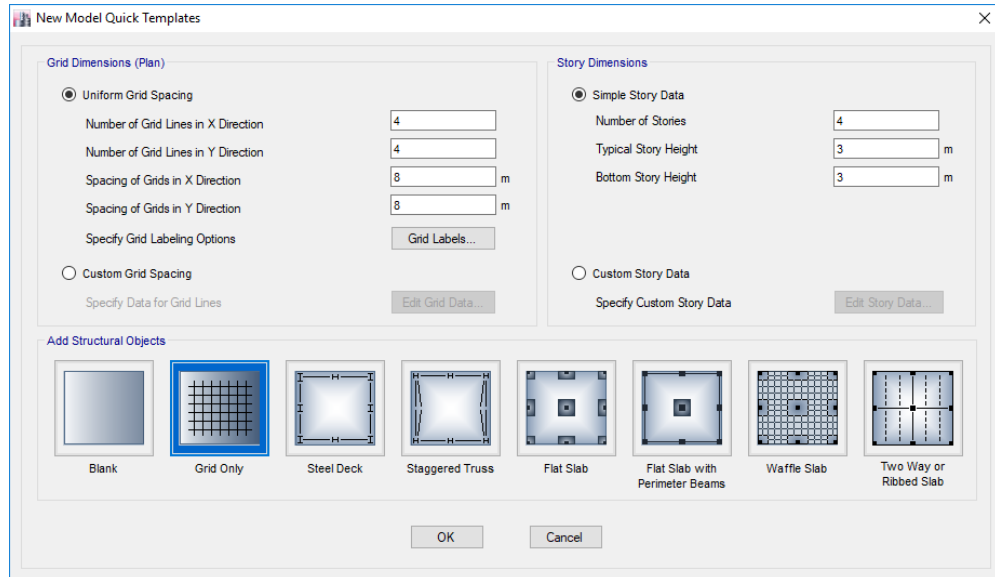 New Model Quick Templates
Grid Dimensions (Plan)
Uniform Grid Spacing
Number of Grid Lines in X Direction 4
Number of Grid Lines in Y Direction 4
Spacing of Grids in X Direction 8 m
Spacing of Grids in Y Direction 8 m
Specify Grid Labeling Options Grid Labels...
Custom Grid Spacing
Specify Data for Grid Lines Edit Grid Data...
Story Dimensions
Simple Story Data
Number of Stories 4
Typical Story Height 3 m
Bottom Story Height 3 m
Custom Story Data
Specify Custom Story Data Edit Story Data...
Add Structural Objects
Blank
Grid Only
Steel Deck
Staggered Truss
Flat Slab
Flat Slab with
Perimeter Beams
Waffle Slab
Two Way or
Ribbed Slab
OK Cancel